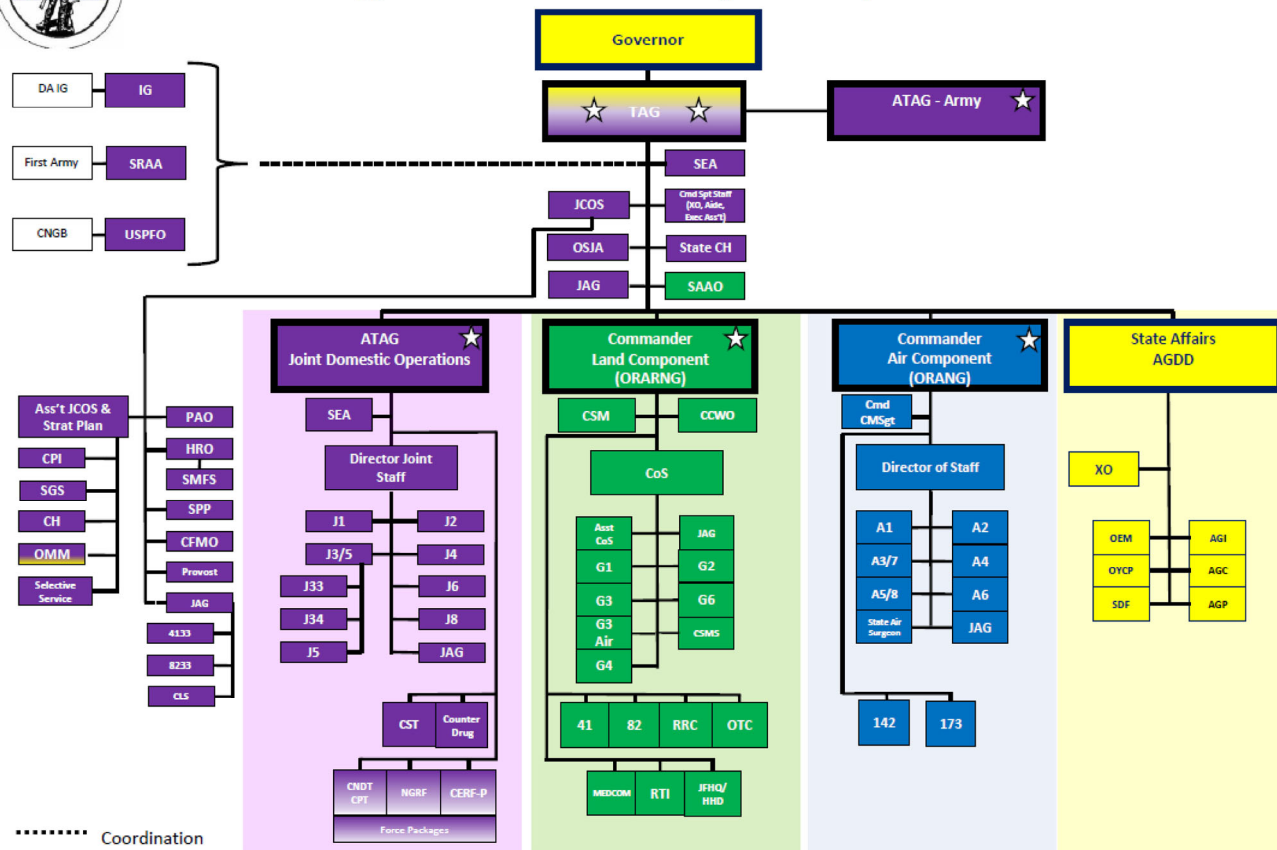 Governor
TAG
ATAG - Army
DA IG
IG
First Army
SRAA
CNGB
USPFO
SEA
JCOS
Cmd Spt Staff
(XO, Aide,
Exec Ass't)
OSJA
State CH
JAG
SAAO
ATAG
Joint Domestic Operations
Commander
Land Component
(ORARNG)
Commander
Air Component
(ORANG)
State Affairs
AGDD
Ass't JCOS &
Strat Plan
CPI
SGS
CH
OMM
Selective
Service
PAO
HRO
SMFS
SPP
CFMO
Provost
JAG
4133
8233
CLS
SEA
Director Joint
Staff
J1
J2
J3/5
J4
J33
J6
J34
J8
J5
JAG
CST
Counter
Drug
CNDT
CPT
NGRF
CERF-P
Force Packages
CSM
CCWO
CoS
Asst
CoS
JAG
G1
G2
G3
G6
G3
Air
CSMS
G4
41
82
RRC
OTC
MEDCOM
RTI
JFHQ/
HHD
Cmd
CMSgt
Director of Staff
A1
A2
A3/7
A4
A5/8
A6
State Air
Surgeon
JAG
142
173
XO
OEM
AGI
OYCP
AGC
SDF
AGP
Coordination